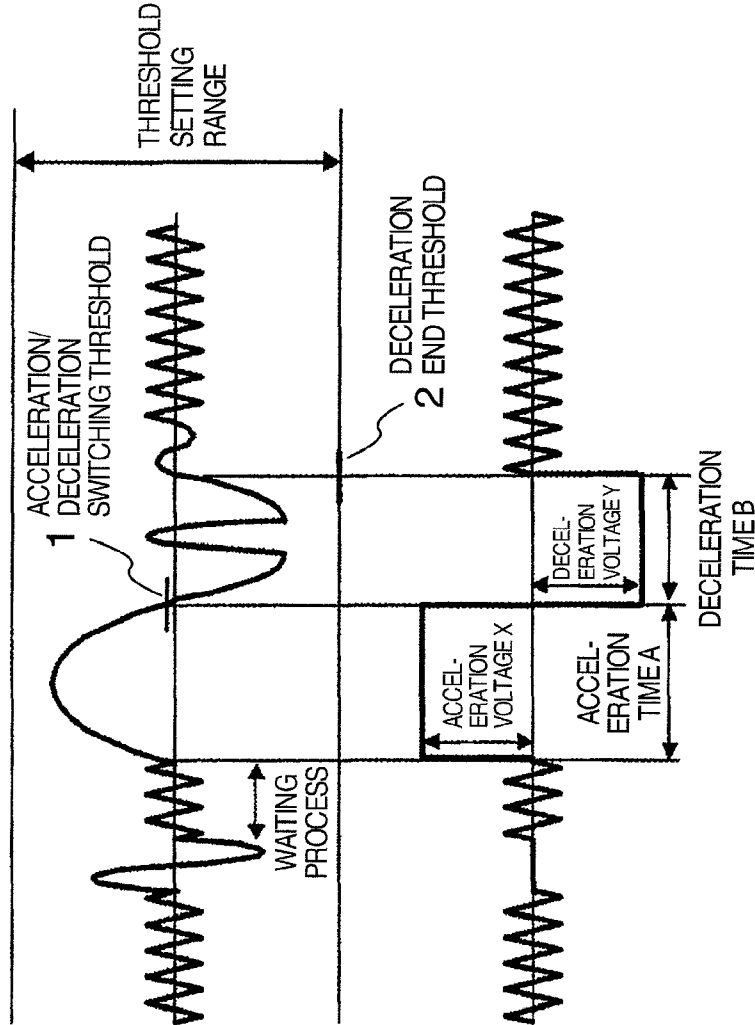 THRESHOLD
SETTING
RANGE
ACCELERATION/
DECELERATION
SWITCHING THRESHOLD
1
DECELERATION
END THRESHOLD
2
WAITING
PROCESS
ACCEL-
ERATION
VOLTAGE X
DECEL-
ERATION
VOLTAGE Y
ACCEL-
ERATION
TIME A
DECELERATION
TIME B